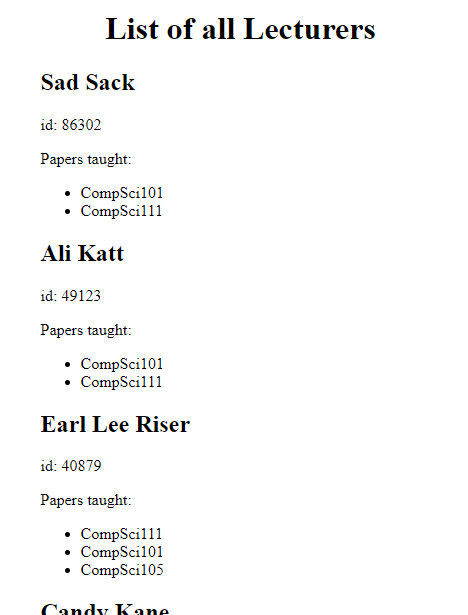 List of all Lecturers
Sad Sack
id: 86302
Papers taught:
• CompSci101
• CompSci111
Ali Katt
id: 49123
Papers taught:
• CompSci101
• CompSci111
Earl Lee Riser
id: 40879
Papers taught:
• CompSci111
• CompSci101
• CompSci105
Candy Kane